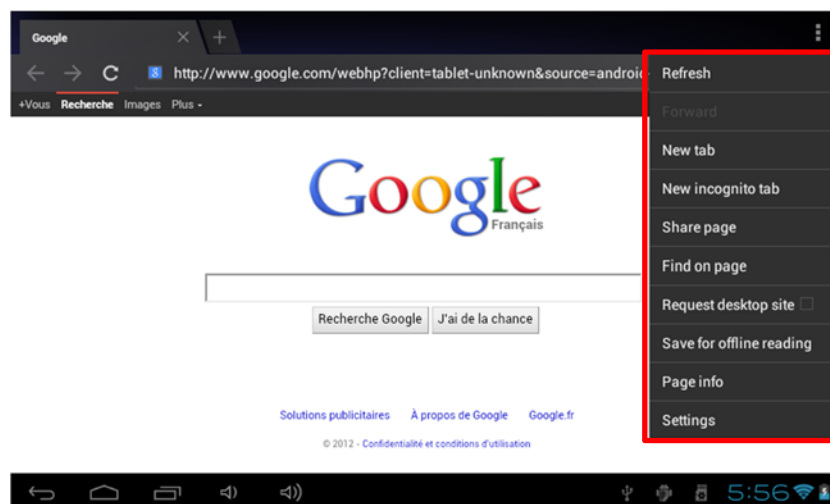 Google
http://www.google.com/webhp?client=tablet-unknown&source=android-
+Vous Recherche Images Plus
Google
Français
Recherche Google J'ai de la chance
Solutions publicitaires À propos de Google Google.fr
© 2012 - Confidentialité et conditions d'utilisation
Refresh
Forward
New tab
New incognito tab
Share page
Find on page
Request desktop site
Save for offline reading
Page info
Settings
5:56